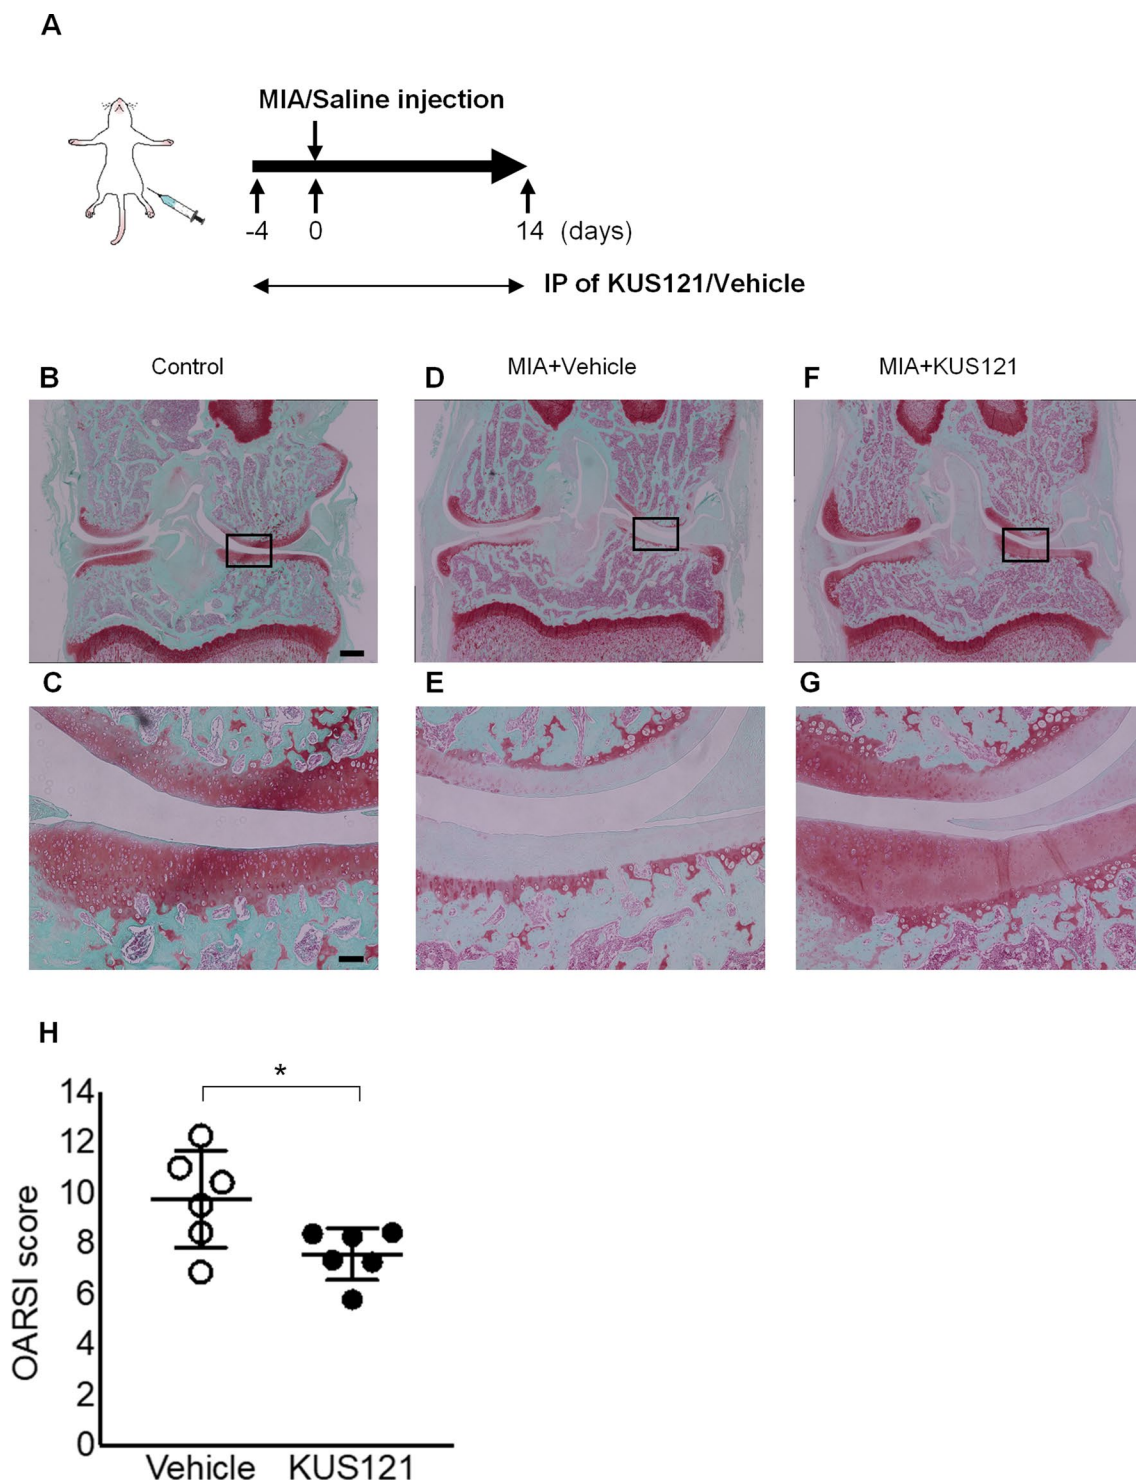 A
MIA/Saline injection
-4 0 14 (days)
IP of KUS121/Vehicle
B Control D MIA+Vehicle MIA+KUS121 F
C E G
H
*
14
12
10
8
6
4
2
0
OARSI score
Vehicle KUS121